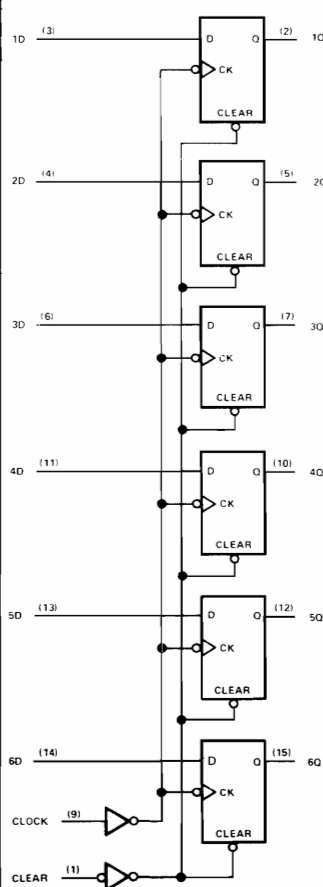 1D (3) D Q (2) 1Q
CK
CLEAR
2D (4) D Q (5) 2Q
CK
CLEAR
3D (6) D Q (7) 3Q
CK
CLEAR
4D (11) D Q (10) 4Q
CK
CLEAR
5D (13) D Q (12) 5Q
CK
CLEAR
6D (14) D Q (15) 6Q
CK
CLOCK (9)
CLEAR
CLEAR (1)